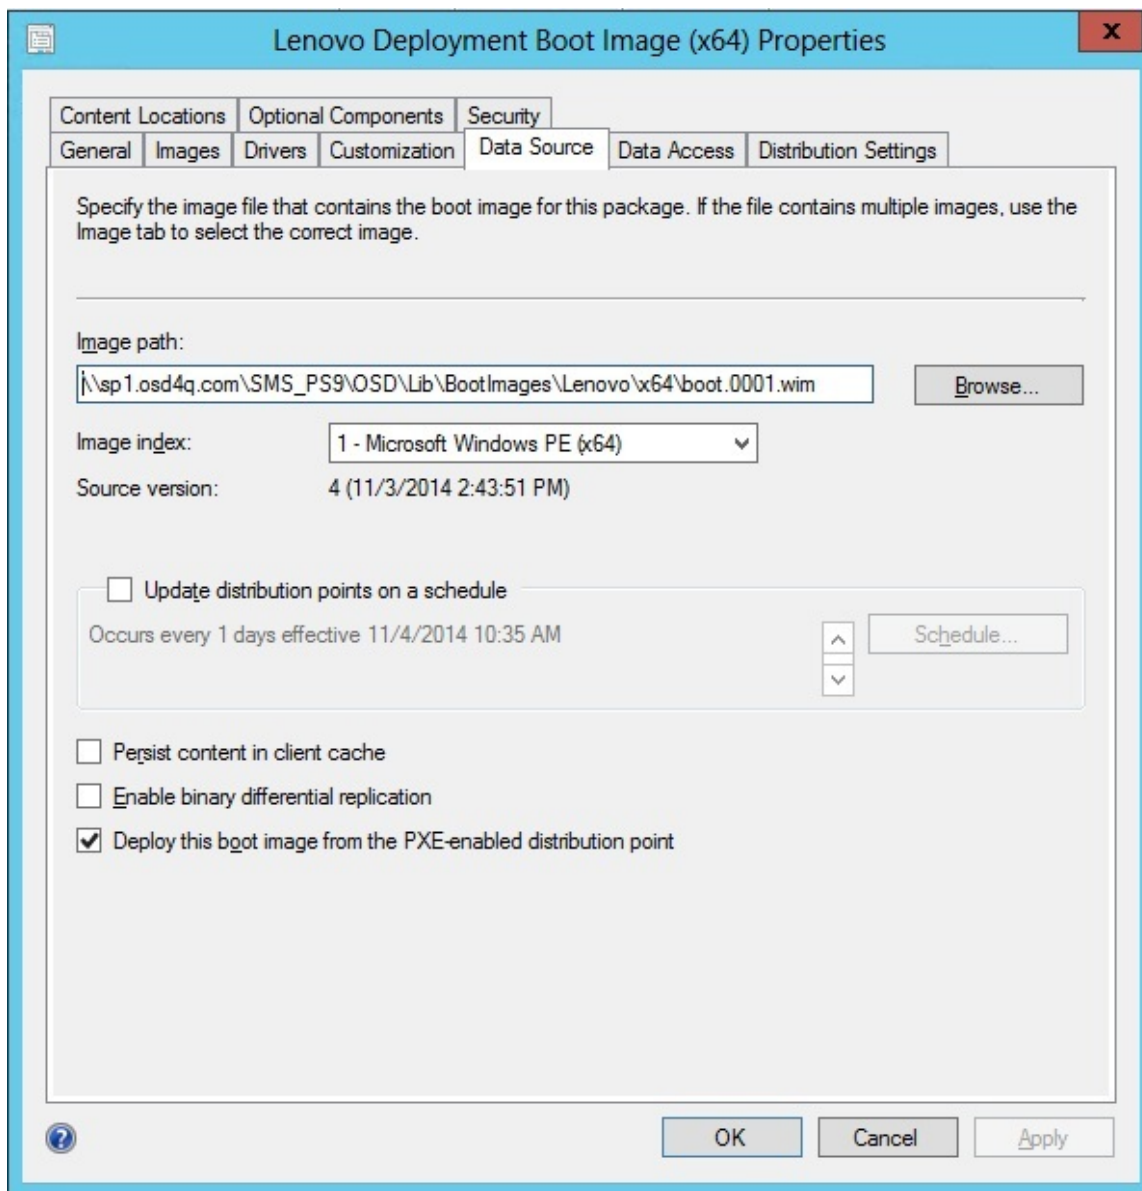 Lenovo Deployment Boot Image (x64) Properties
x
Content Locations Optional Components Security
General Images Drivers Customization Data Source Data Access Distribution Settings
Specify the image file that contains the boot image for this package. If the file contains multiple images, use the
Image tab to select the correct image.
Image path:
\\sp1.osd4q.com\SMS_PS9\OSD\Lib\BootImages\Lenovo\x64\boot.0001.wim
Browse...
Image index:
1 - Microsoft Windows PE (x64)
Source version:
4 (11/3/2014 2:43:51 PM)
Update distribution points on a schedule
Occurs every 1 days effective 11/4/2014 10:35 AM
Schedule...
Persist content in client cache
Enable binary differential replication
Deploy this boot image from the PXE-enabled distribution point
?
OK Cancel Apply